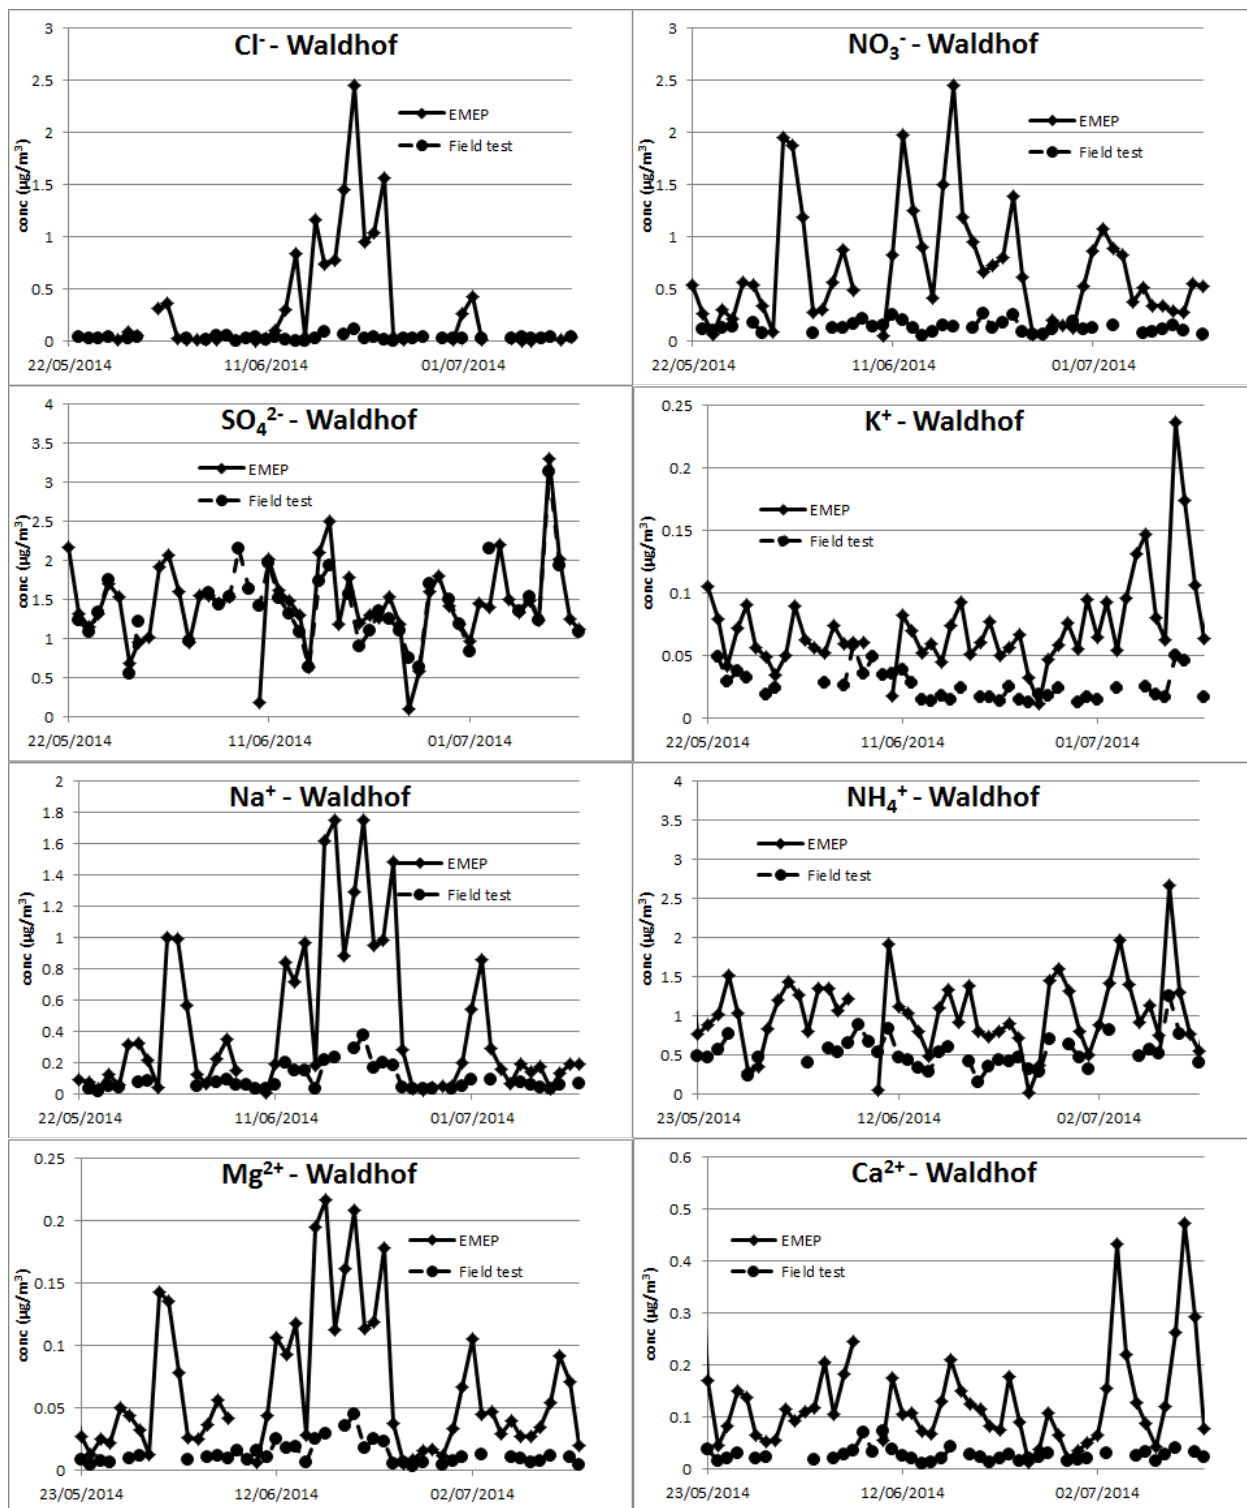 Cl⁻ - Waldhof
conc (µg/m³)
3
2.5
2
1.5
1
0.5
0
22/05/2014 11/06/2014 01/07/2014
EMEP
Field test
NO₃⁻ - Waldhof
conc (µg/m³)
3
2.5
2
1.5
1
0.5
0
22/05/2014 11/06/2014 01/07/2014
EMEP
Field test
SO₄²⁻ - Waldhof
conc (µg/m³)
4
3.5
3
2.5
2
1.5
1
0.5
0
22/05/2014 11/06/2014 01/07/2014
EMEP
Field test
K⁺ - Waldhof
conc (µg/m³)
0.25
0.2
0.15
0.1
0.05
0
22/05/2014 11/06/2014 01/07/2014
EMEP
Field test
Na⁺ - Waldhof
conc (µg/m³)
2
1.8
1.6
1.4
1.2
1
0.8
0.6
0.4
0.2
0
22/05/2014 11/06/2014 01/07/2014
EMEP
Field test
NH₄⁺ - Waldhof
conc (µg/m³)
4
3.5
3
2.5
2
1.5
1
0.5
0
23/05/2014 12/06/2014 02/07/2014
EMEP
Field test
Mg²⁺ - Waldhof
conc (µg/m³)
0.25
0.2
0.15
0.1
0.05
0
23/05/2014 12/06/2014 02/07/2014
EMEP
Field test
Ca²⁺ - Waldhof
conc (µg/m³)
0.6
0.5
0.4
0.3
0.2
0.1
0
23/05/2014 12/06/2014 02/07/2014
EMEP
Field test